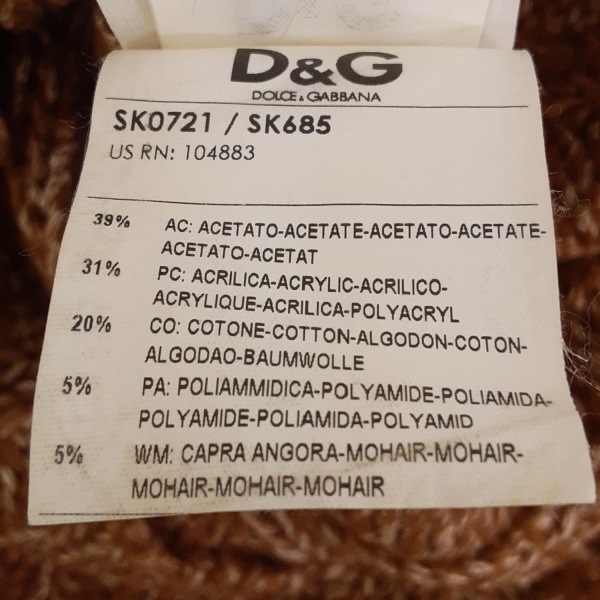 D&G
DOLCE & GABBANA
SK0721 / SK685
US RN: 104883
39% AC: ACETATO-ACETATE-ACETATO-ACETATE-
ACETATO-ACETAT
31% PC: ACRILICA-ACRYLIC-ACRILICO-
ACRYLIQUE-ACRILICA-POLYACRYL
20% CO: COTONE-COTTON-ALGODON-COTON-
ALGODAO-BAUMWOLLE
5% PA: POLIAMMIDICA-POLYAMIDE-POLIAMIDA-
POLYAMIDE-POLIAMIDA-POLYAMID
5% WM: CAPRA ANGORA-MOHAIR-MOHAIR-
MOHAIR-MOHAIR-MOHAIR